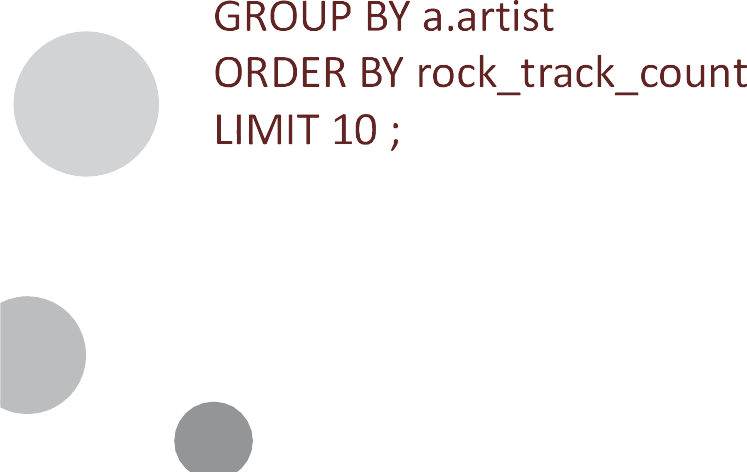 GROUP BY a.artist
ORDER BY rock_track_count
LIMIT 10 ;